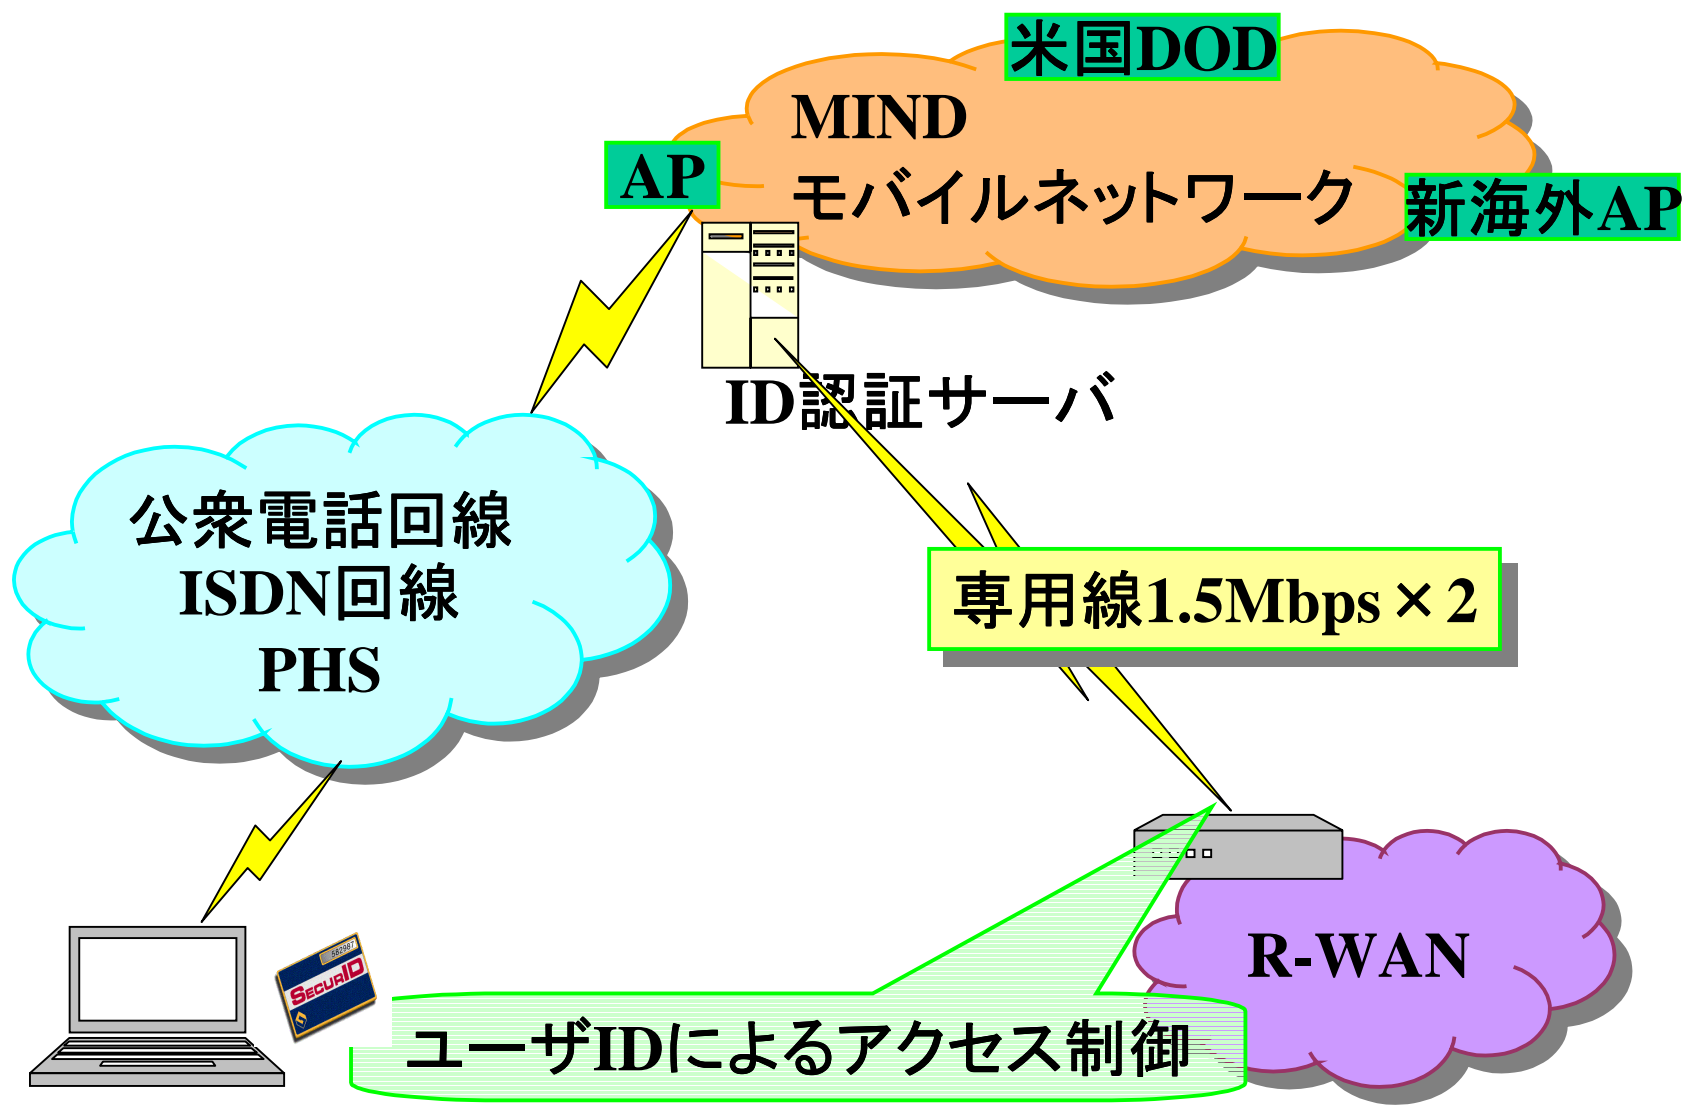 米国DOD
MIND
AP
モバイルネットワーク
新海外AP
ID認証サーバ
公衆電話回線
ISDN回線
PHS
専用線1.5Mbps×2
R-WAN
582987
SECURID
ユーザIDによるアクセス制御